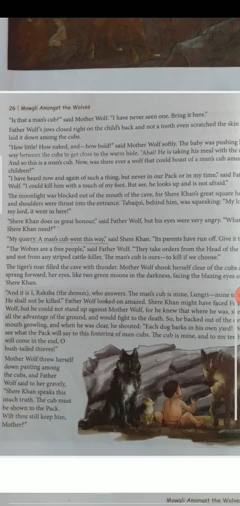 26 | Mowgli Amongst the Wolves
"Is that a man's cub?" said Mother Wolf. "I have never seen one. Bring it here."
Father Wolf's jaws closed right on the child's back and not a tooth even scratched the skin
laid it down among the cubs.
"How little! How naked, and—how bold!" said Mother Wolf softly. The baby was pushing
way between the cubs to get close to the warm hide. "Ahai! He is taking his meal with the
And so this is a man's cub. Now, was there ever a wolf that could boast of a man's cub
children?"
"I have heard now and again of such a thing, but never in our Pack or in my time," said
Wolf. "I could kill him with a touch of my foot. But see, he looks up and is not afraid."
The moonlight was blocked out of the mouth of the cave, for Shere Khan's great square
and shoulders were thrust into the entrance. Tabaqui, behind him, was squeaking: "My
my lord, it went in here!"
"Shere Khan does us great honour," said Father Wolf, but his eyes were very angry.
Shere Khan need?"
"My quarry. A man's cub went this way," said Shere Khan. "Its parents have run off. Give it
"The Wolves are a free people," said Father Wolf. "They take orders from the Head of the
and not from any striped cattle-killer. The man's cub is ours—to kill if we choose."
The tiger's roar filled the cave with thunder. Mother Wolf shook herself clear of the cubs
sprang forward, her eyes, like two green moons in the darkness, facing the blazing eyes
Shere Khan.
"And it is I, Raksha (the demon), who answers. The man's cub is mine, Lungri—mine
He shall not be killed." Father Wolf looked on amazed. Shere Khan might have faced
Wolf, but he could not stand up against Mother Wolf, for he knew that where he was,
all the advantage of the ground, and would fight to the death. So, he backed out of the
mouth growling, and when he was clear, he shouted: "Each dog barks in his own yard!
see what the Pack will say to this fostering of man-cubs. The cub is mine, and to my
will come in the end, O
bush-tailed thieves!"
Mother Wolf threw herself
down panting among
the cubs, and Father
Wolf said to her gravely,
"Shere Khan speaks this
much truth. The cub must
be shown to the Pack.
Wilt thou still keep him,
Mother?"
Mowgli Amongst the Wolves